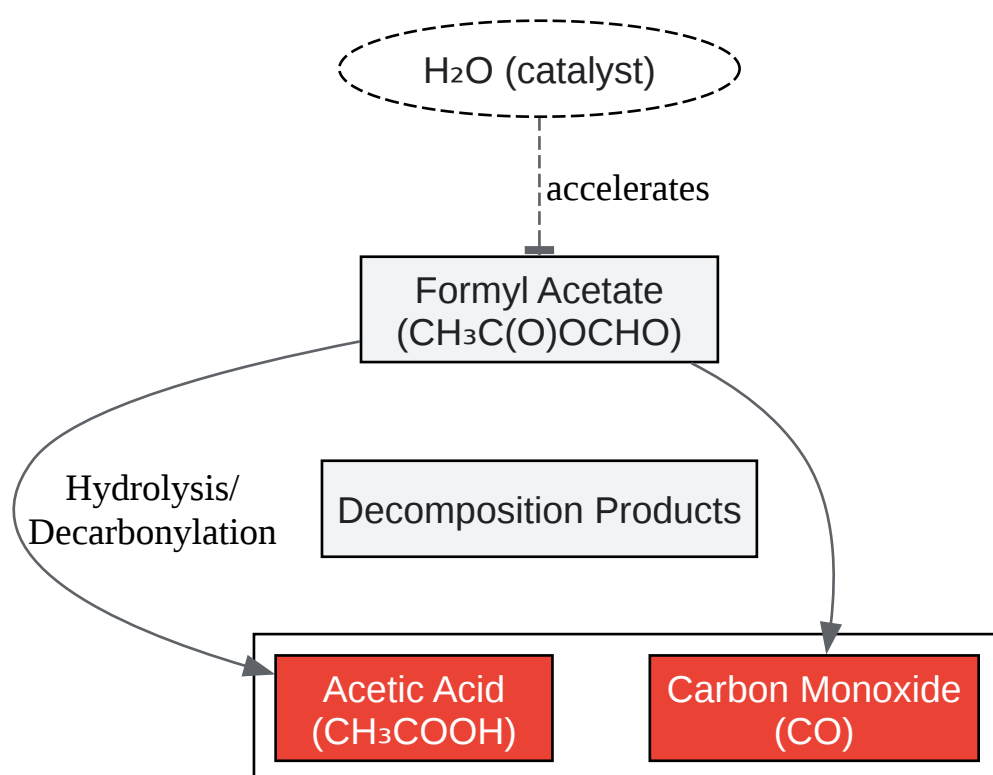 H₂O (catalyst)
accelerates
Formyl Acetate
(CH₃C(O)OCHO)
Hydrolysis/
Decarbonylation
Decomposition Products
Acetic Acid
(CH₃COOH)
Carbon Monoxide
(CO)